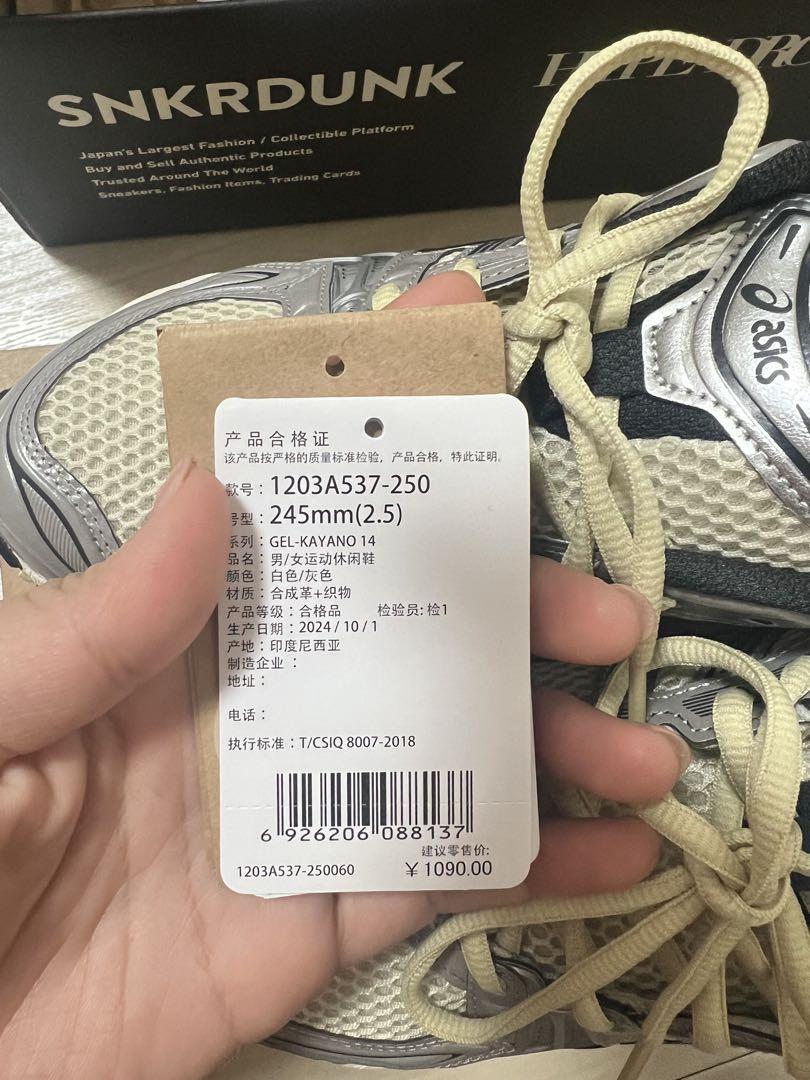 SNKRDUNK
Japan's Largest Fashion / Collectible Platform
Buy and Sell Authentic Products
Trusted Around The World
Sneakers, Fashion Items, Trading Cards
asics
产品合格证
该产品按严格的质量标准检验，产品合格，特此证明。
款号：1203A537-250
号型：245mm(2.5)
系列：GEL-KAYANO 14
品名：男/女运动休闲鞋
颜色：白色/灰色
材质：合成革+织物
产品等级：合格品 检验员：检1
生产日期：2024 / 10 / 1
产地：印度尼西亚
制造企业：
地址：
电话：
执行标准：T/CSIQ 8007-2018
6 926206 088137
建议零售价:
1203A537-250060 ¥ 1090.00